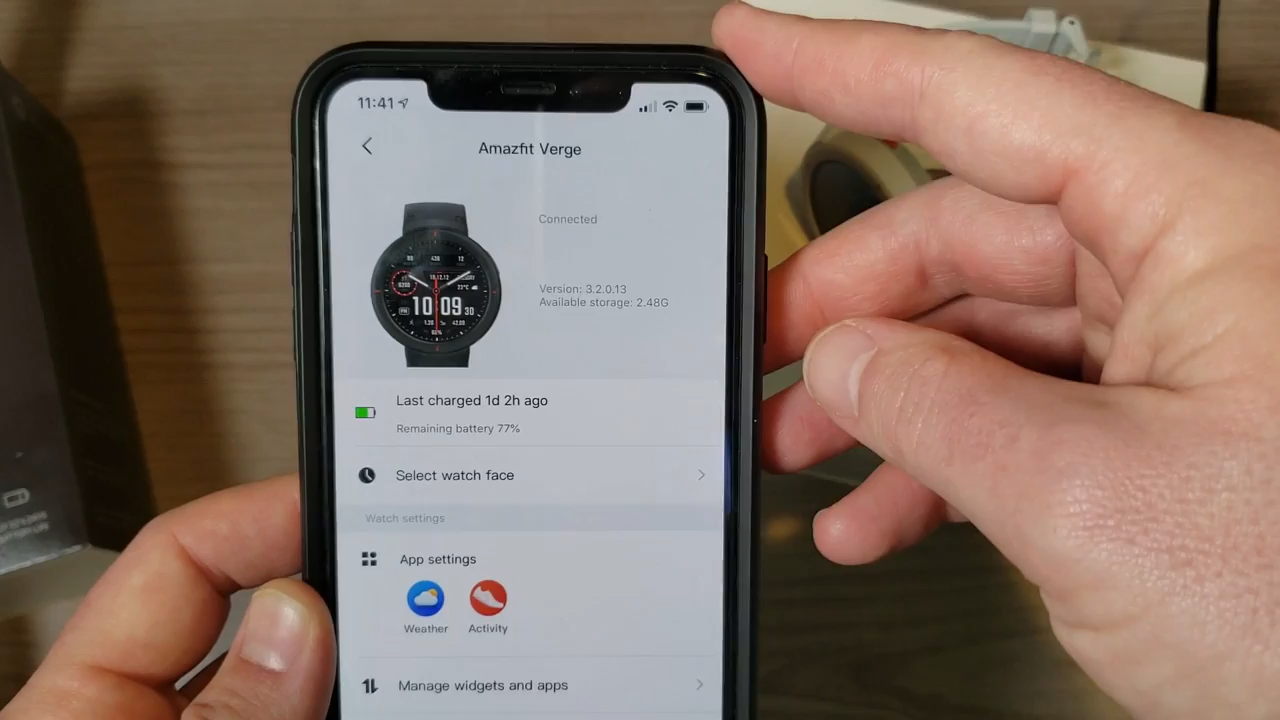 11:41
Amazfit Verge
Connected
Version: 3.2.0.13
Available storage: 2.48G
10 09 30
Last charged 1d 2h ago
Remaining battery 77%
Select watch face
Watch settings
App settings
Weather
Activity
Manage widgets and apps